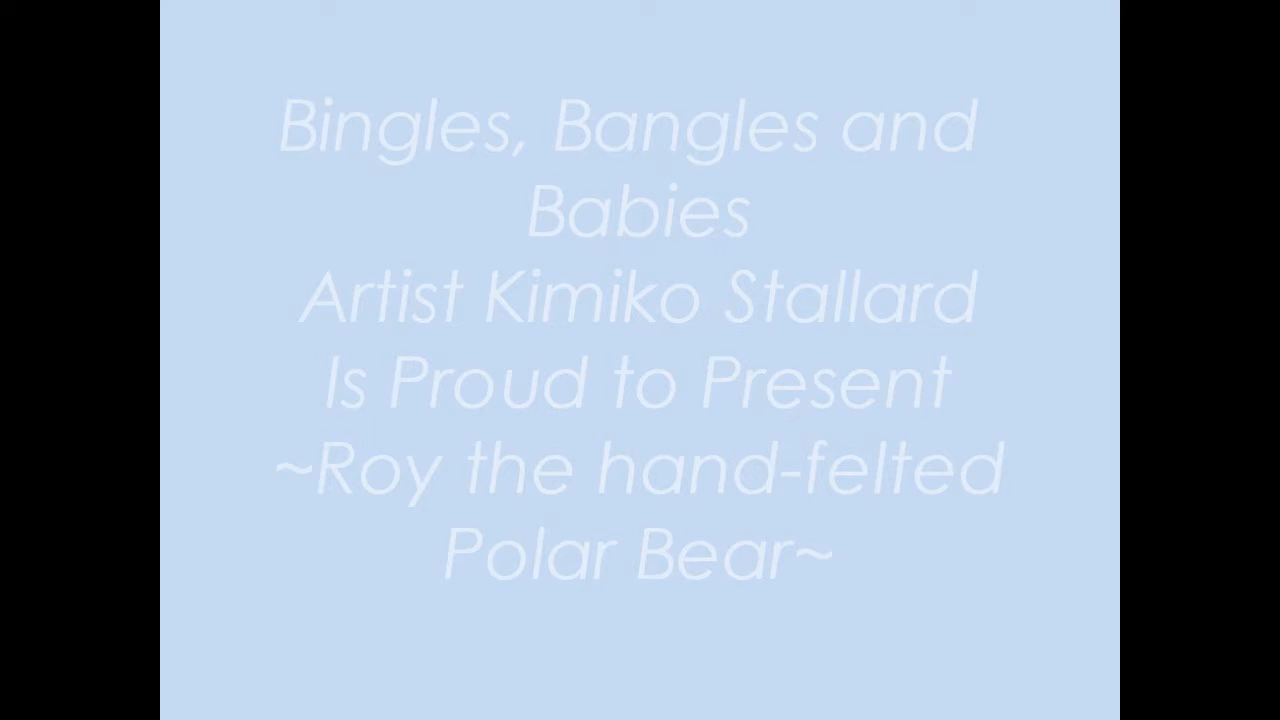 Bingles, Bangles and
Babies
Artist Kimiko Stallard
Is Proud to Present
~Roy the hand-felted
Polar Bear~